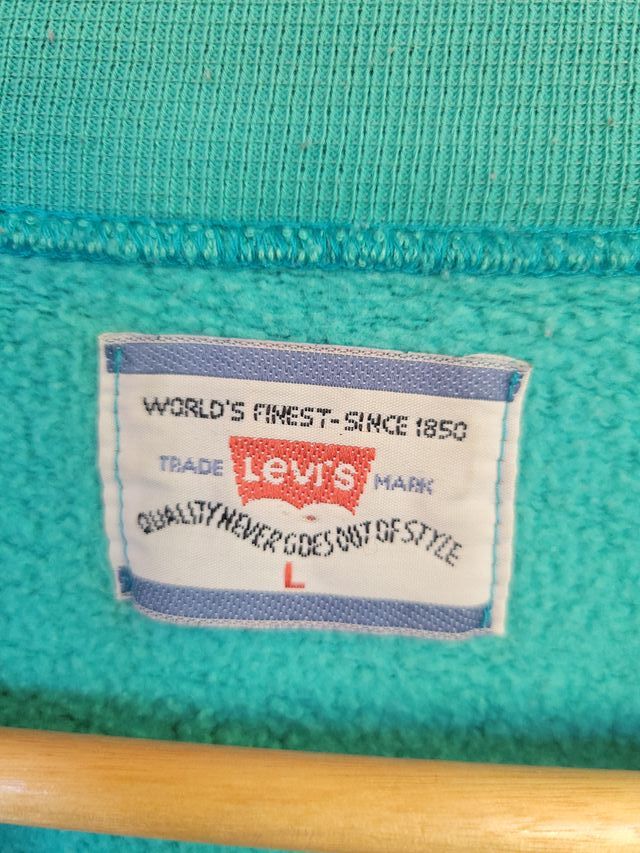 WORLD'S FINEST-SINCE 1850
TRADE Levi's MARK
QUALITY NEVER GOES OUT OF STYLE
L